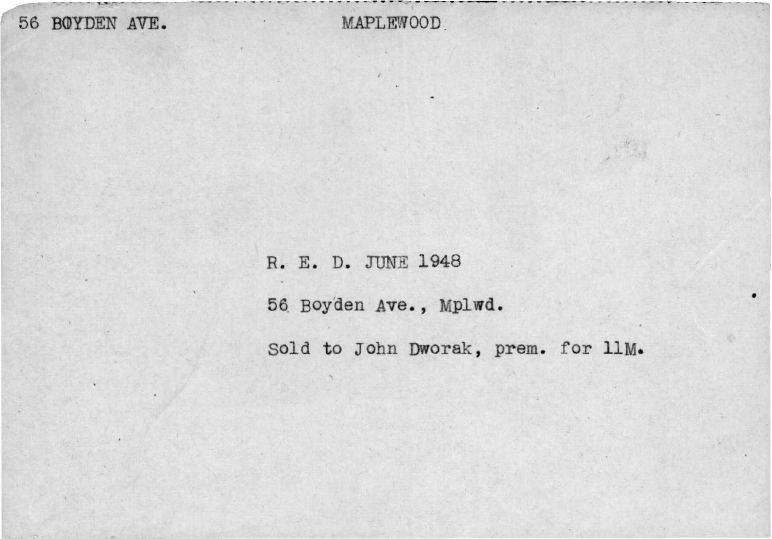 56 BOYDEN AVE. MAPLEWOOD
R. E. D. JUNE 1948
56 Boyden Ave., Mplwd.
Sold to John Dworak, prem. for 11M.